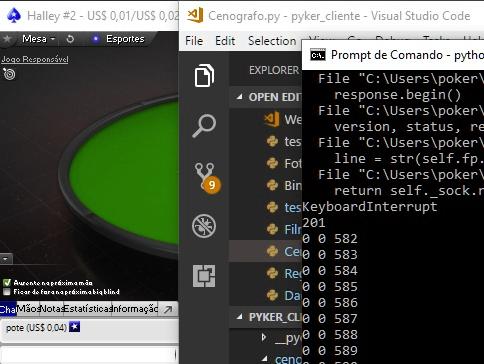 Halley #2 - US$ 0,01/US$ 0,02
Mesa
Esportes
Jogo Responsável
Ausente na próxima mão
Ficar de fora na próxima big blind
Chat
Mãos
Notas
Estatísticas
Informação
pote (US$ 0,04)
Cenografo.py - pyker_cliente - Visual Studio Code
File Edit Selection View
EXPLORER
OPEN EDIT
We
tes
Fot
Bin
tes
Film
Cen
Rec
Da
PYKER_CLI
__py
ceno
9
Prompt de Comando - pytho
File "C:\Users\poker\
response.begin()
File "C:\Users\poker\
version, status, re
File "C:\Users\poker\
line = str(self.fp.
File "C:\Users\poker\
return self._sock.r
KeyboardInterrupt
201
0 0 582
0 0 583
0 0 584
0 0 585
0 0 586
0 0 587
0 0 588
0 0 589